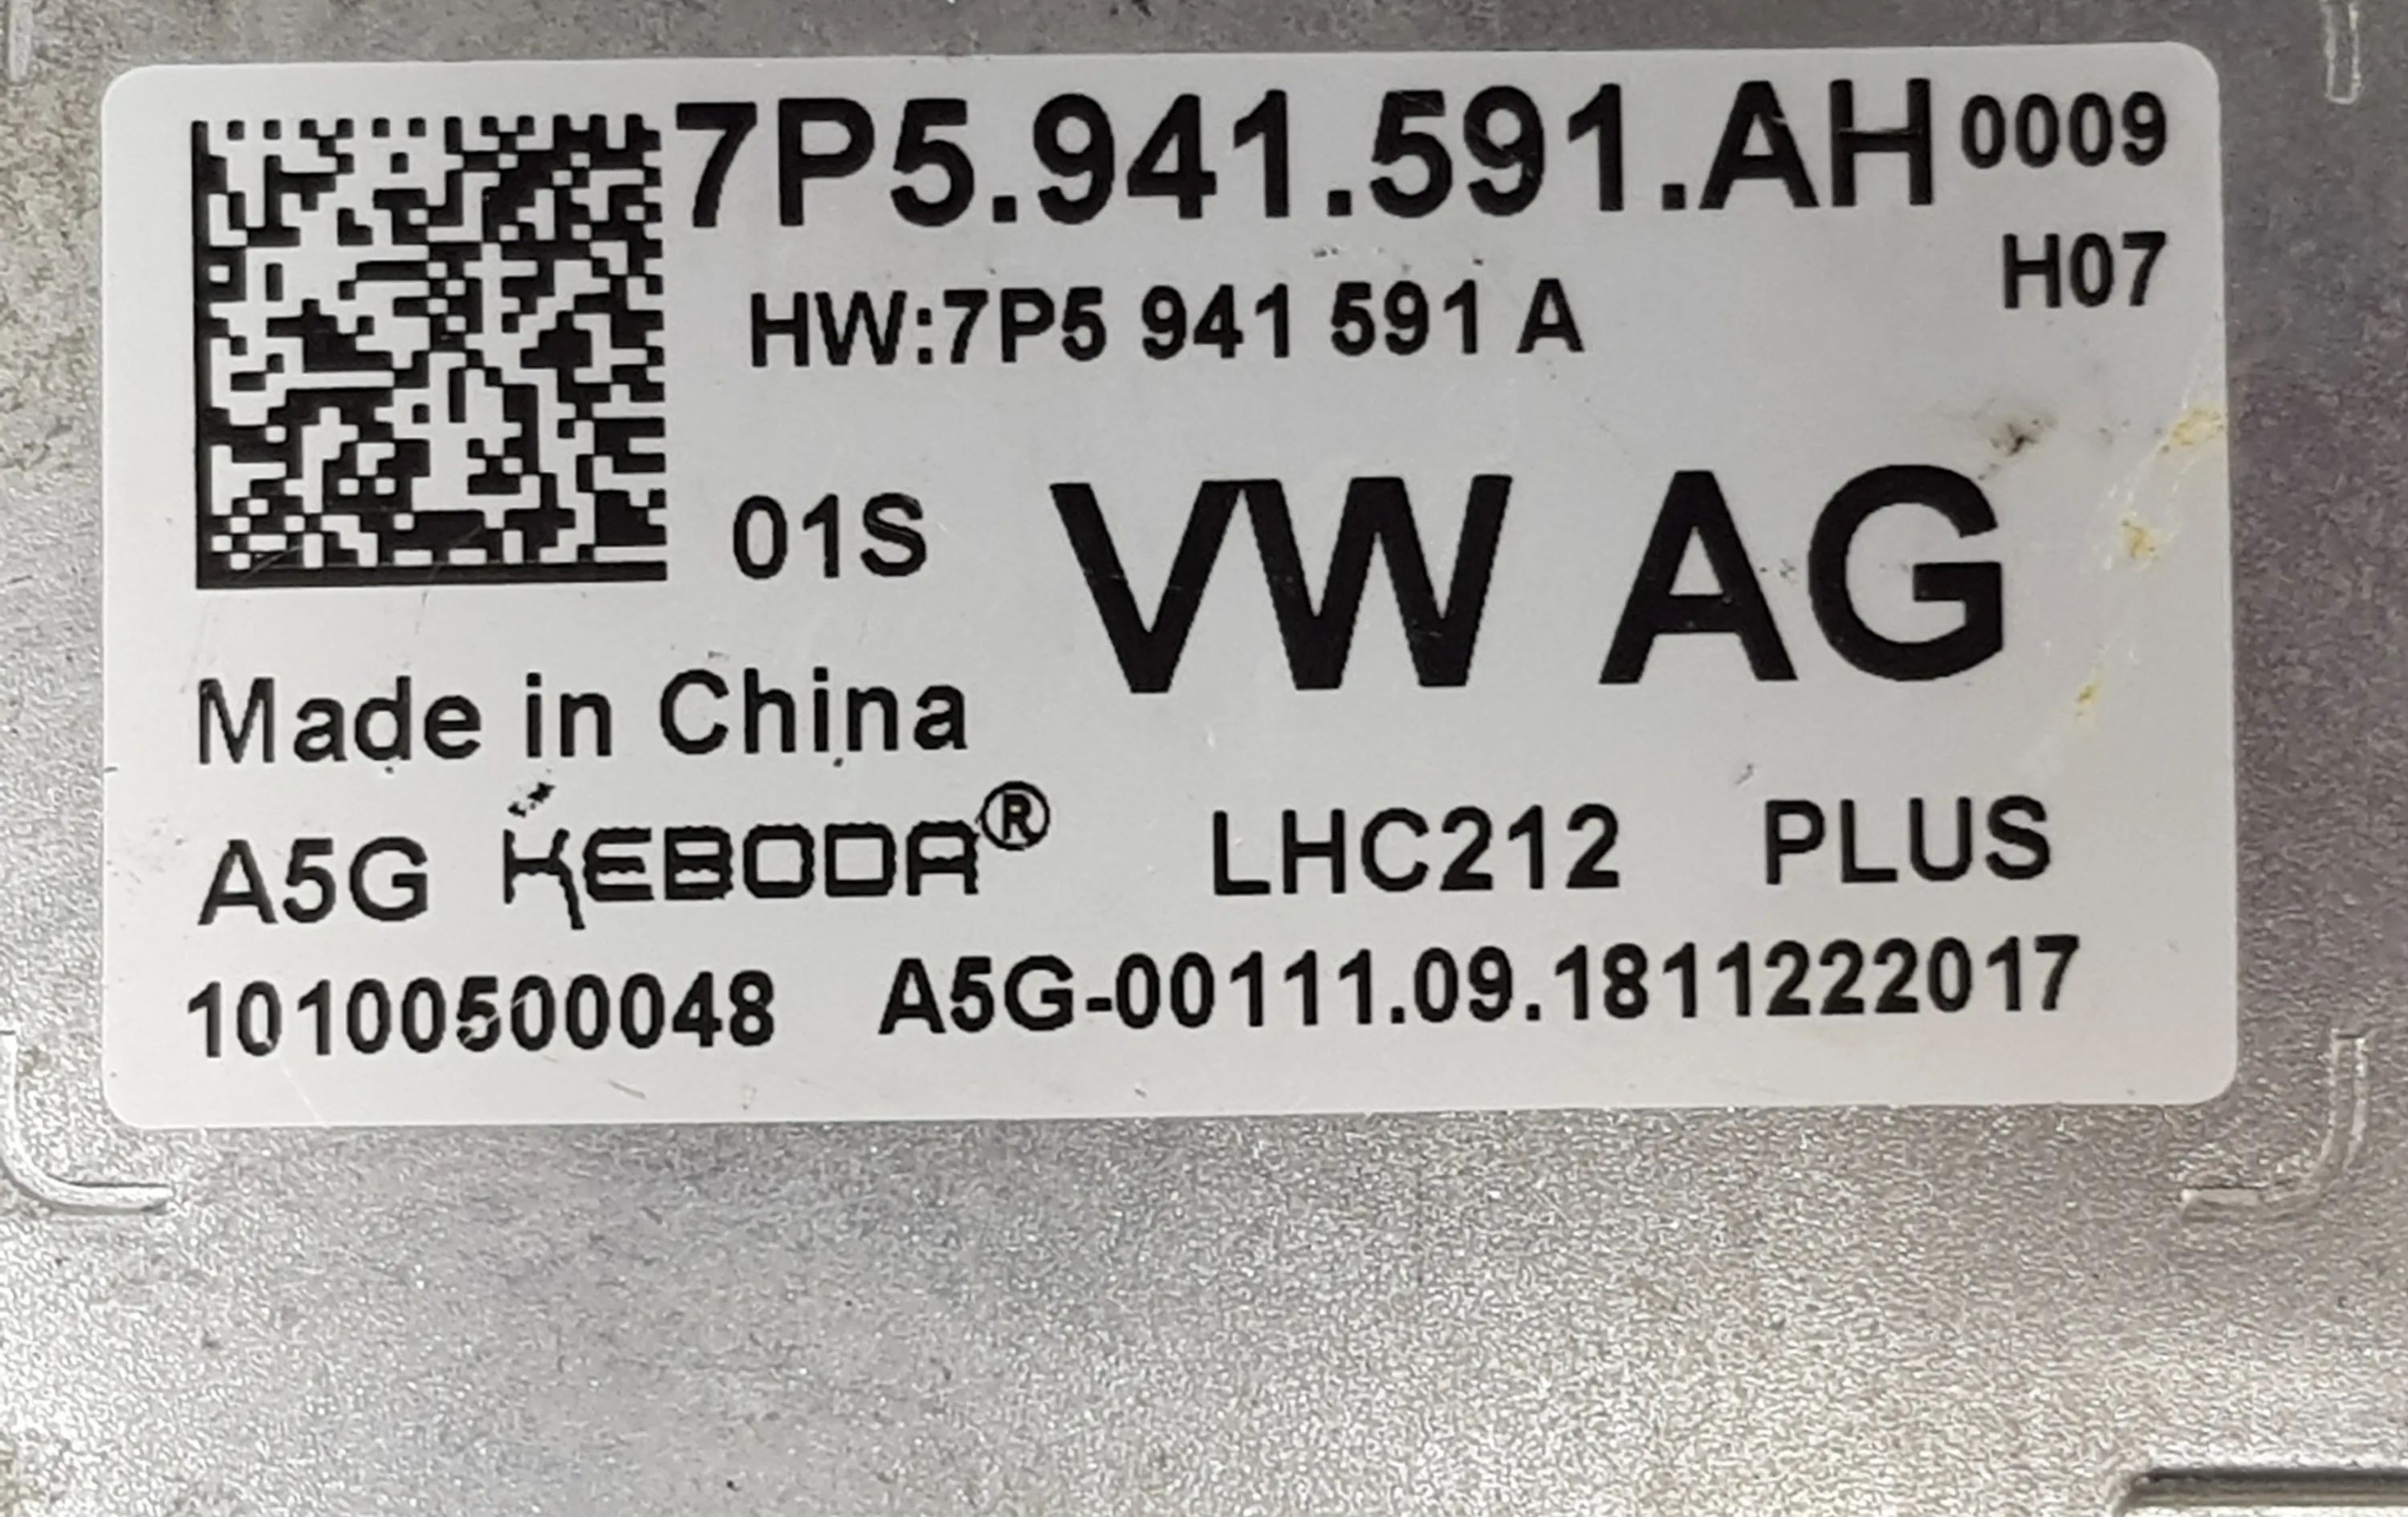 7P5.941.591.AH 0009
HW:7P5 941 591 A H07
01S VW AG
Made in China
A5G KEBODA® LHC212 PLUS
10100500048 A5G-00111.09.1811222017